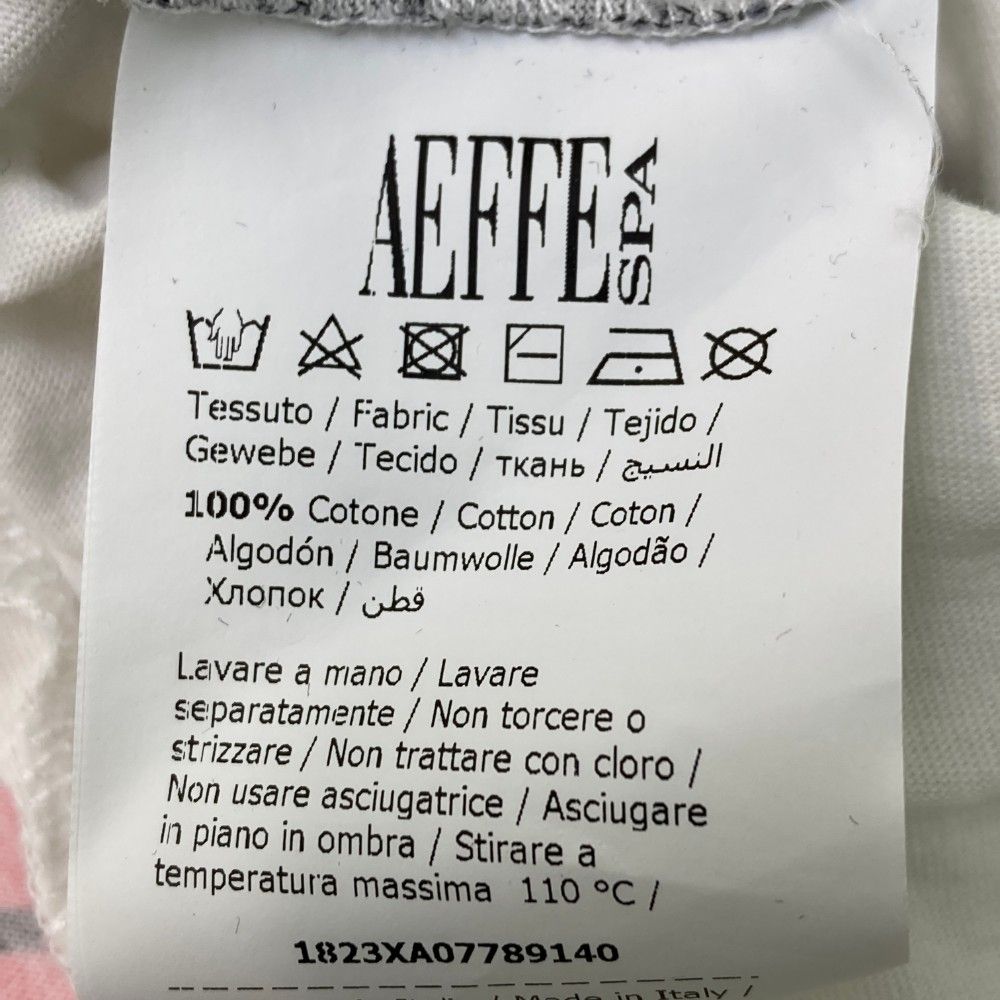 AEFFE SPA
Tessuto / Fabric / Tissu / Tejido /
Gewebe / Tecido / ткань / النسيج
100% Cotone / Cotton / Coton /
Algodón / Baumwolle / Algodão /
Хлопок / قطن
Lavare a mano / Lavare
separatamente / Non torcere o
strizzare / Non trattare con cloro /
Non usare asciugatrice / Asciugare
in piano in ombra / Stirare a
temperatura massima 110 °C /
1823XA07789140
/ Made in Italy /